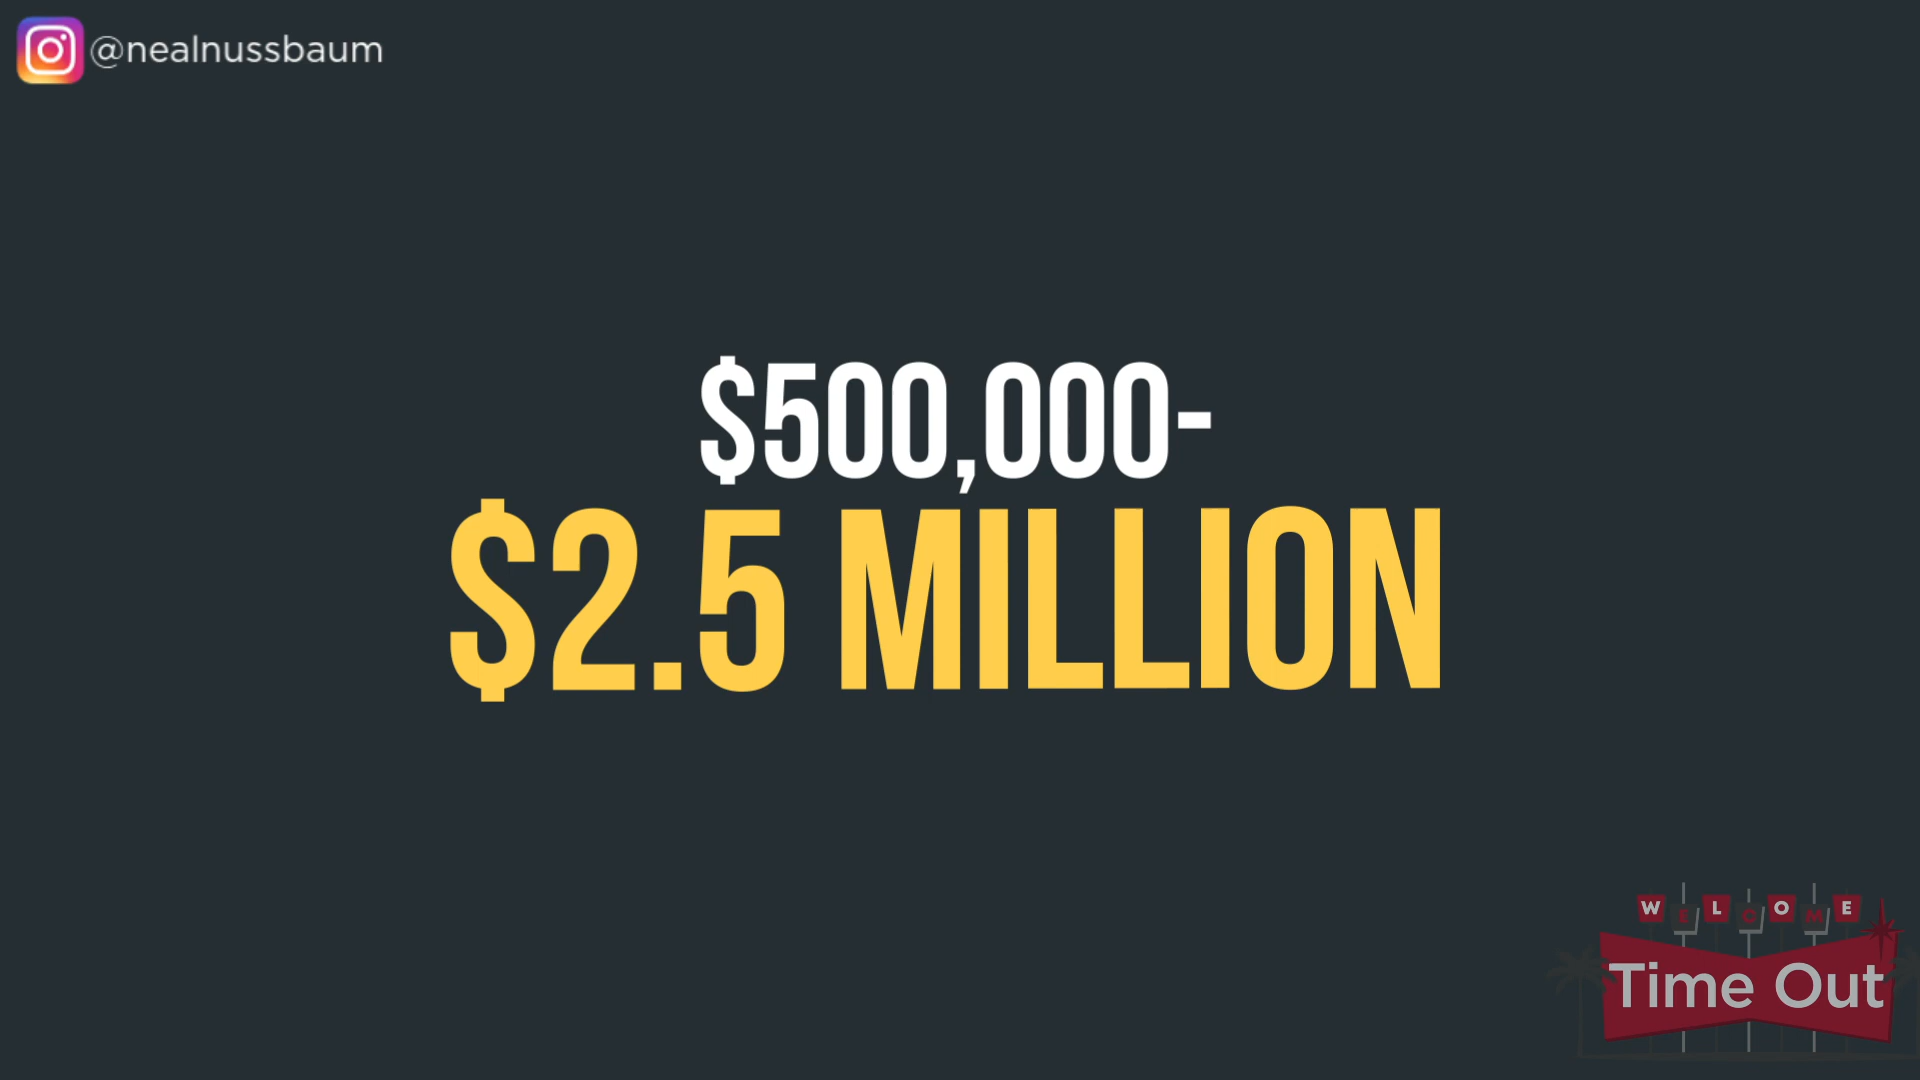 @nealnussbaum
$500,000-
$2.5 MILLION
WELCOME
Time Out